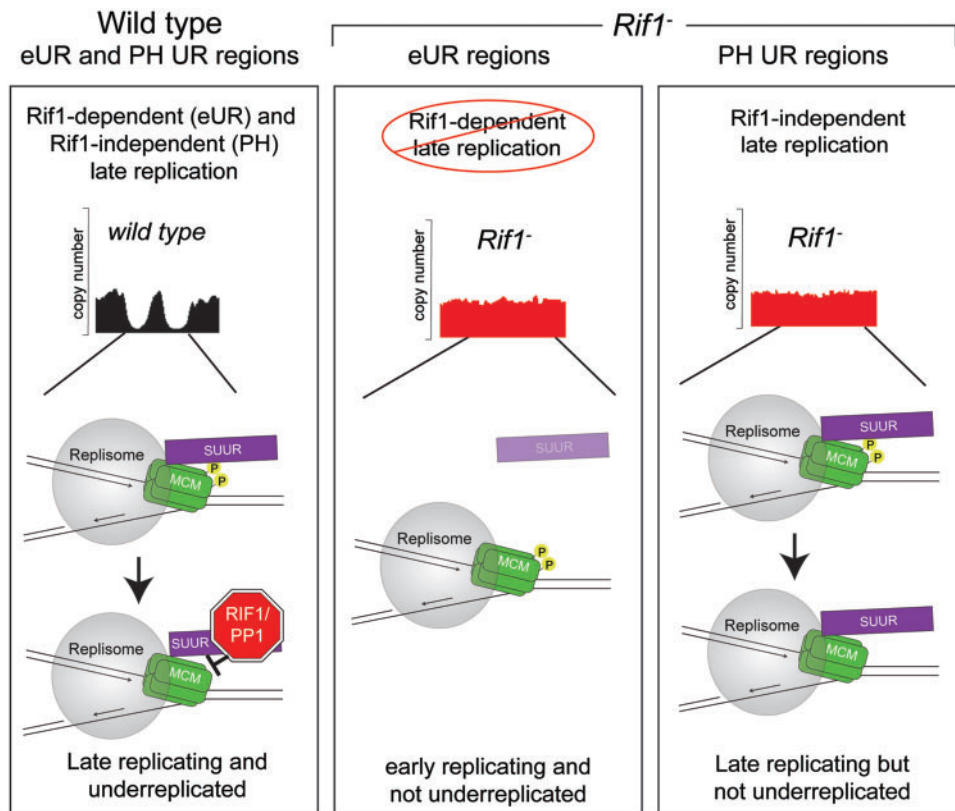 Wild type
eUR and PH UR regions
Rif1-
eUR regions
PH UR regions
Rif1-dependent (eUR) and
Rif1-independent (PH)
late replication
copy number
wild type
Replisome
SUUR
P
P
MCM
Replisome
SUUR
RIF1/
PP1
MCM
Late replicating and
underreplicated
Rif1-dependent
late replication
copy number
Rif1-
SUUR
Replisome
MCM
P
P
early replicating and
not underreplicated
Rif1-independent
late replication
copy number
Rif1-
Replisome
SUUR
P
P
MCM
Replisome
SUUR
MCM
Late replicating but
not underreplicated